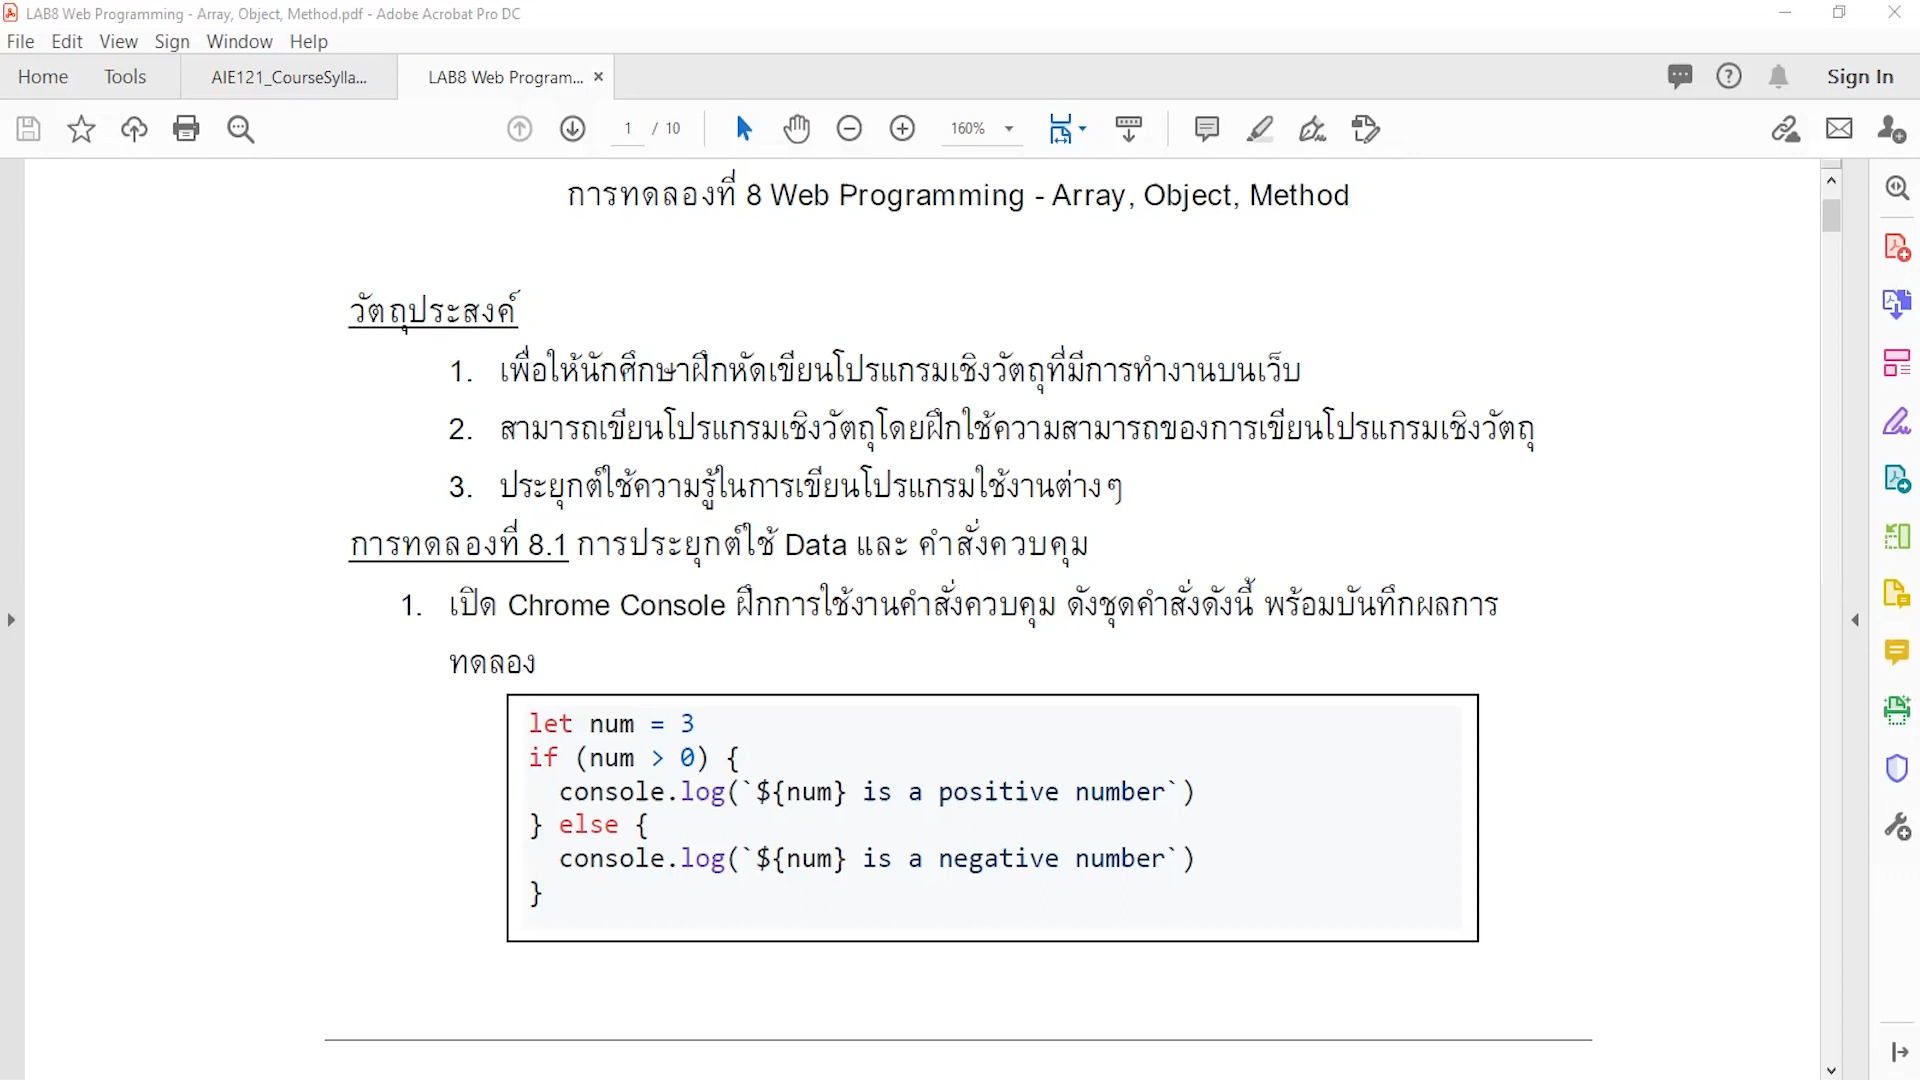 LAB8 Web Programming - Array, Object, Method.pdf - Adobe Acrobat Pro DC
File Edit View Sign Window Help
Home Tools AIE121_CourseSylla... LAB8 Web Program... × Sign In
1 / 10 160%
การทดลองที่ 8 Web Programming - Array, Object, Method
วัตถุประสงค์
1. เพื่อให้นักศึกษาฝึกหัดเขียนโปรแกรมเชิงวัตถุที่มีการทำงานบนเว็บ
2. สามารถเขียนโปรแกรมเชิงวัตถุโดยฝึกใช้ความสามารถของการเขียนโปรแกรมเชิงวัตถุ
3. ประยุกต์ใช้ความรู้ในการเขียนโปรแกรมใช้งานต่างๆ
การทดลองที่ 8.1 การประยุกต์ใช้ Data และ คำสั่งควบคุม
1. เปิด Chrome Console ฝึกการใช้งานคำสั่งควบคุม ดังชุดคำสั่งดังนี้ พร้อมบันทึกผลการ
ทดลอง
let num = 3
if (num > 0) {
  console.log(`${num} is a positive number`)
} else {
  console.log(`${num} is a negative number`)
}